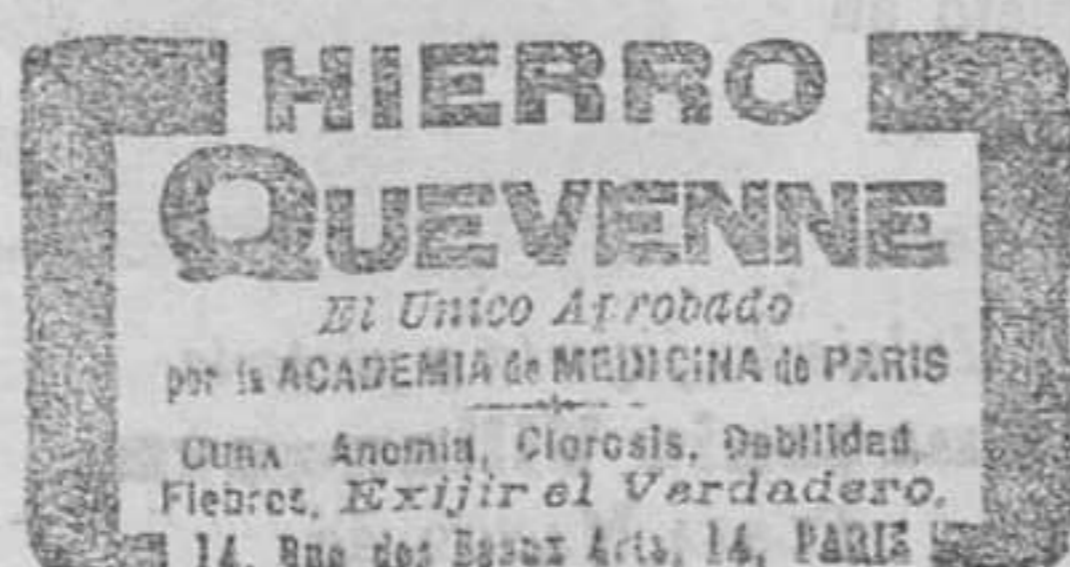 HIERRO
QUEVENNE
El Unico Aprobado
por la ACADEMIA de MEDICINA de PARIS
CURA Anemia, Clorosis, Debilidad,
Fiebres, Exijir el Verdadero.
14, Rue des Beaux Arts, 14, PARIS